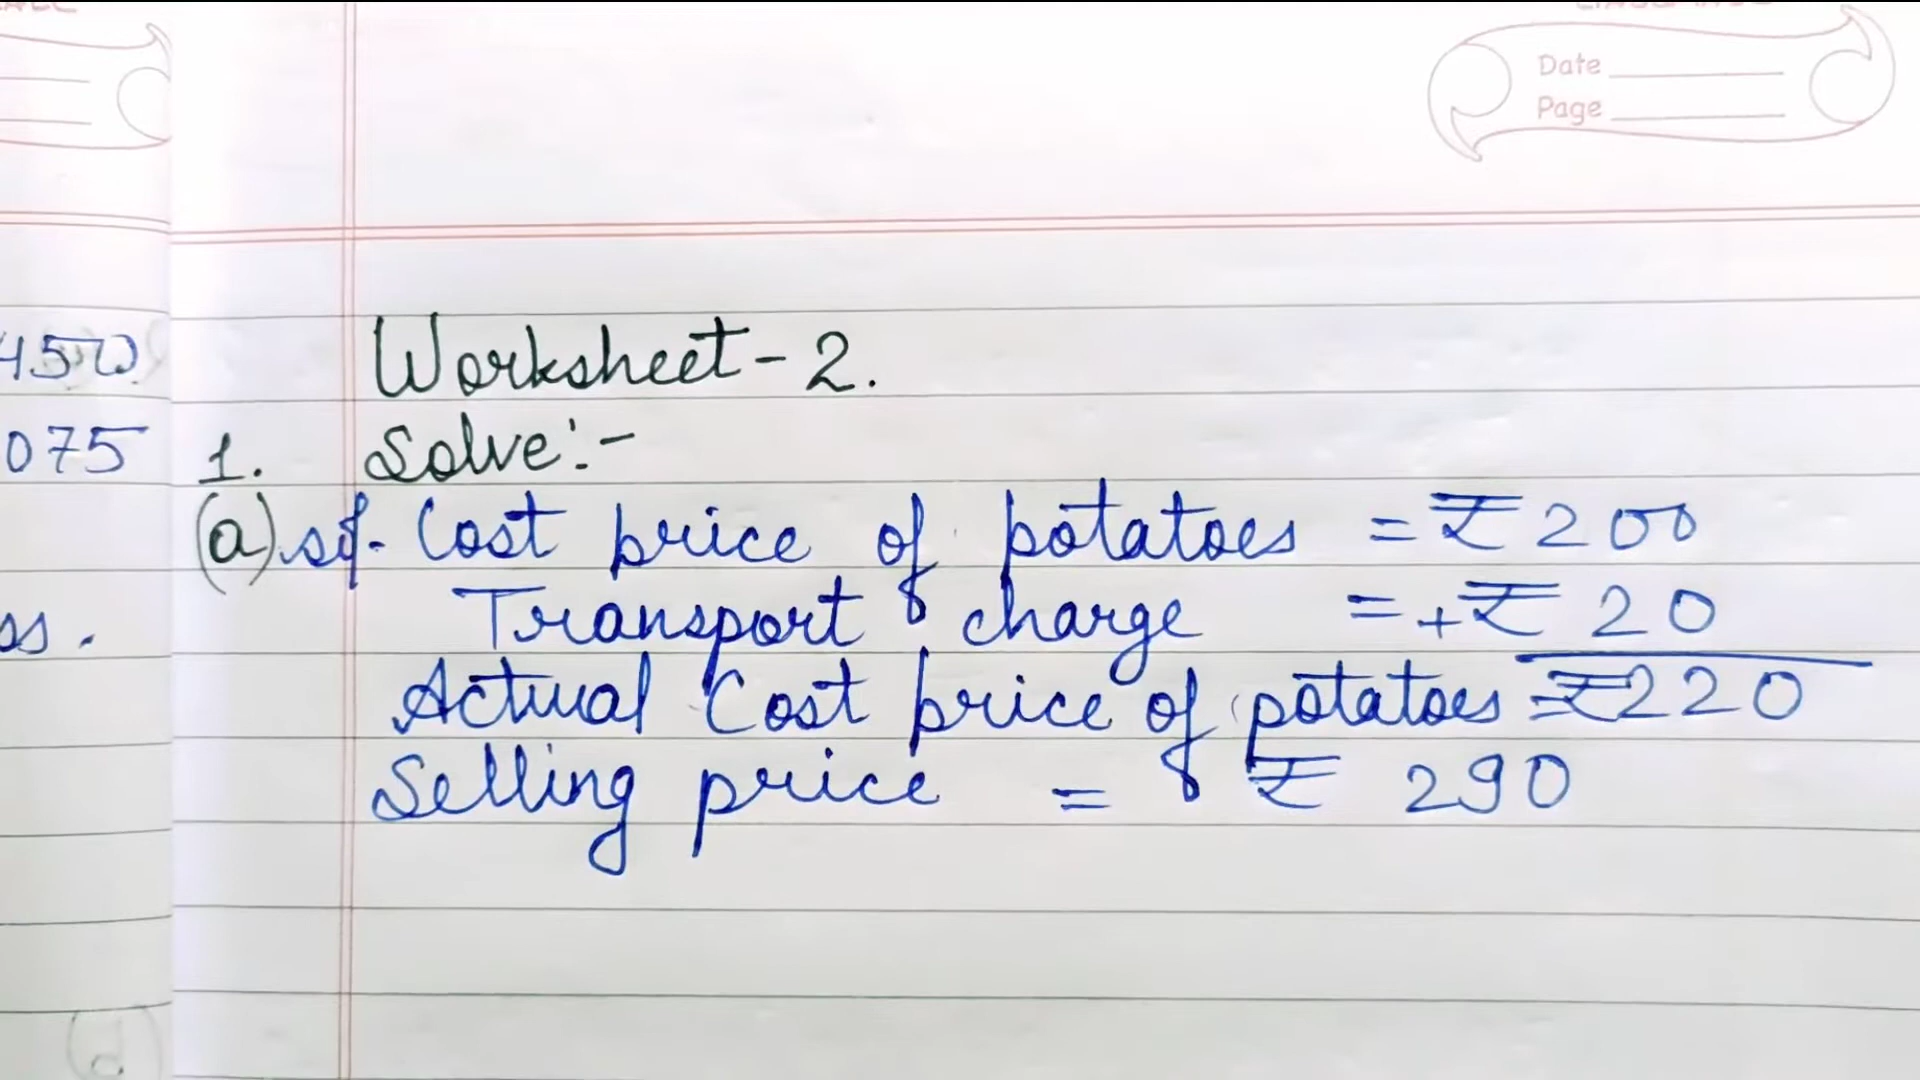 Date
Page
450
075
ss.
Worksheet-2.
1. Solve:-
(a) sol- Cost price of potatoes = ₹ 200
Transport charge = +₹ 20
Actual Cost price of potatoes = ₹220
Selling price = ₹ 290
(d)